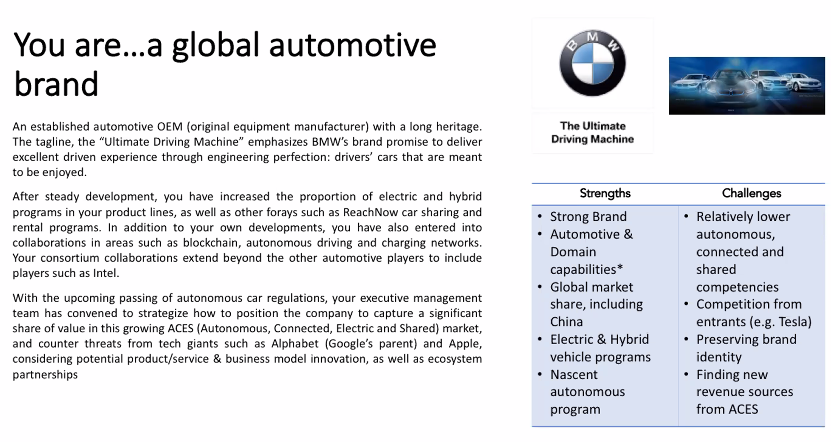 You are…a global automotive
brand
An established automotive OEM (original equipment manufacturer) with a long heritage.
The tagline, the “Ultimate Driving Machine” emphasizes BMW’s brand promise to deliver
excellent driven experience through engineering perfection: drivers’ cars that are meant
to be enjoyed.
After steady development, you have increased the proportion of electric and hybrid
programs in your product lines, as well as other forays such as ReachNow car sharing and
rental programs. In addition to your own developments, you have also entered into
collaborations in areas such as blockchain, autonomous driving and charging networks.
Your consortium collaborations extend beyond the other automotive players to include
players such as Intel.
With the upcoming passing of autonomous car regulations, your executive management
team has convened to strategize how to position the company to capture a significant
share of value in this growing ACES (Autonomous, Connected, Electric and Shared) market,
and counter threats from tech giants such as Alphabet (Google’s parent) and Apple,
considering potential product/service & business model innovation, as well as ecosystem
partnerships
BMW
The Ultimate
Driving Machine
Strengths
• Strong Brand
• Automotive &
Domain
capabilities*
• Global market
share, including
China
• Electric & Hybrid
vehicle programs
• Nascent
autonomous
program
Challenges
• Relatively lower
autonomous,
connected and
shared
competencies
• Competition from
entrants (e.g. Tesla)
• Preserving brand
identity
• Finding new
revenue sources
from ACES